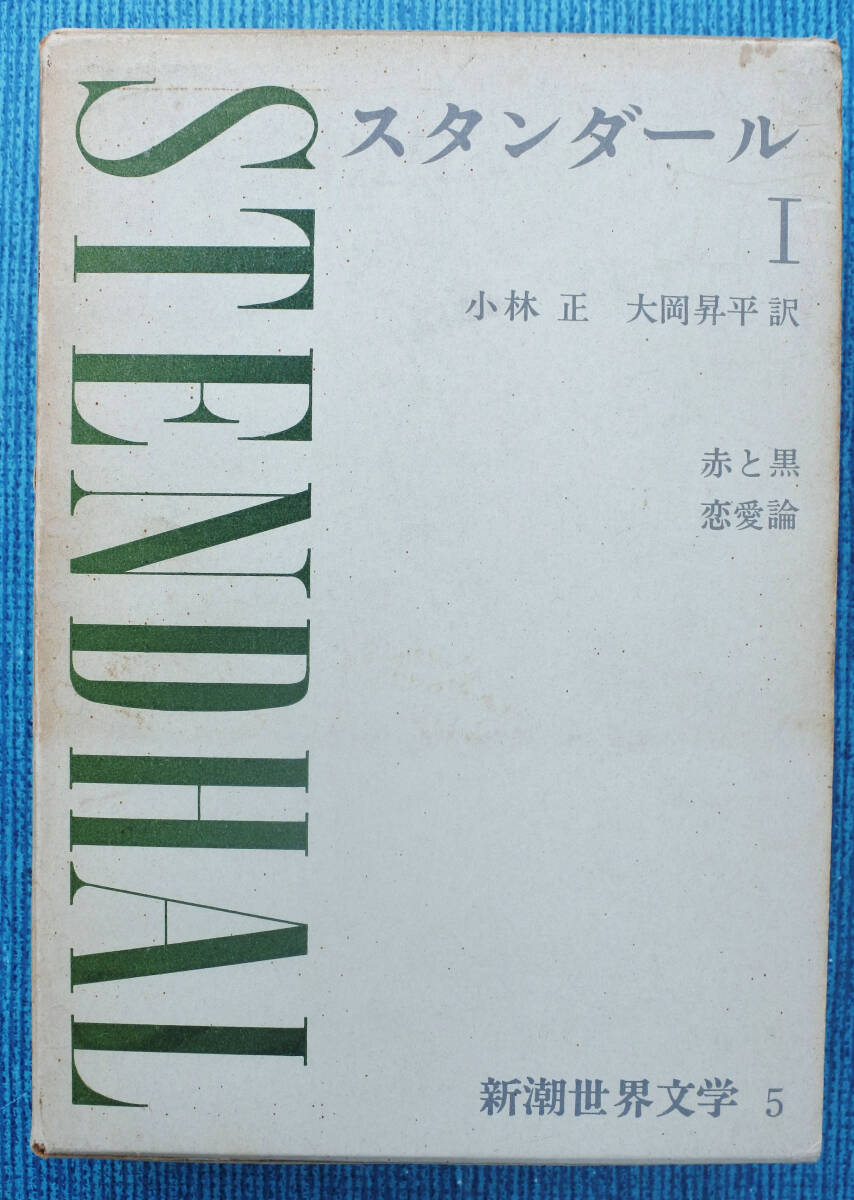 STENDHAL
スタンダール
I
小林 正 大岡昇平 訳
赤と黒
恋愛論
新潮世界文学 5